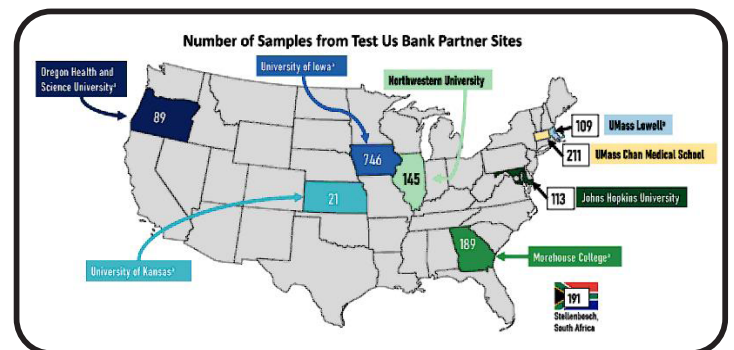 Number of Samples from Test Us Bank Partner Sites
Oregon Health and
Science University
University of Iowa
Northwestern University
89
746
145
21
189
109
UMass Lowell
211
UMass Chan Medical School
113
Johns Hopkins University
University of Kansas
Morehouse College
191
Stellenbosch,
South Africa